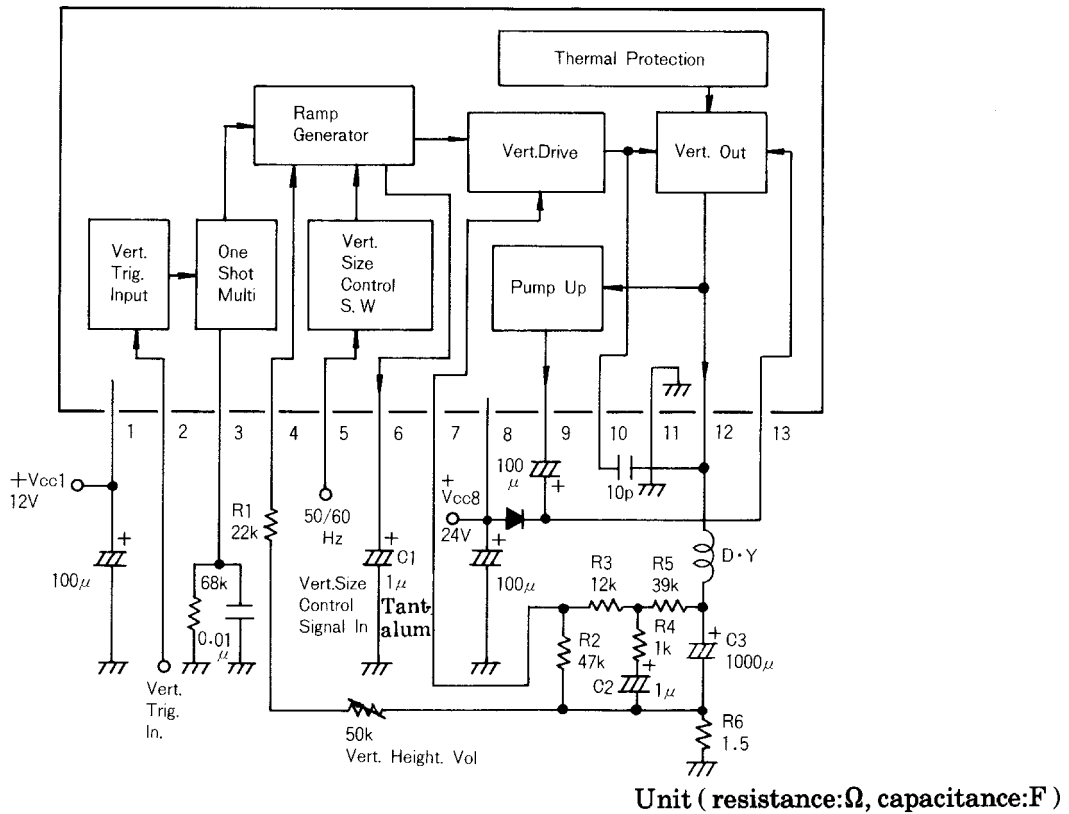 Thermal Protection
Ramp
Generator
Vert.Drive
Vert. Out
Vert.
Trig.
Input
One
Shot
Multi
Vert.
Size
Control
S.W
Pump Up
1
2
3
4
5
6
7
8
9
10
11
12
13
+Vcc1
12V
100μ
68k
0.01
μ
Vert.
Trig.
In.
R1
22k
50/60
Hz
Vert.Size
Control
Signal In
+
C1
1μ
Tant-
alum
+
Vcc8
24V
+
100μ
100
μ
+
10p
D·Y
R3
12k
R5
39k
R2
47k
R4
1k
+
C2
1μ
+
C3
1000μ
R6
1.5
50k
Vert. Height. Vol
+
Unit ( resistance:Ω, capacitance:F )